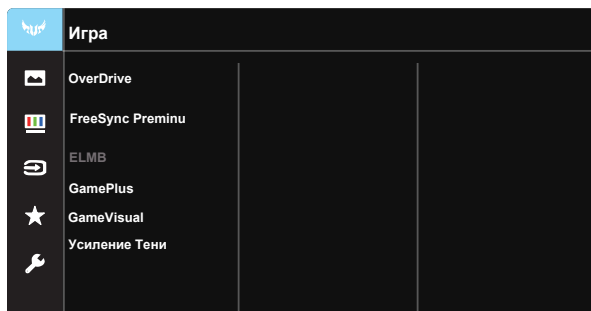 Игра
OverDrive
FreeSync Preminu
ELMB
GamePlus
GameVisual
Усиление Тени